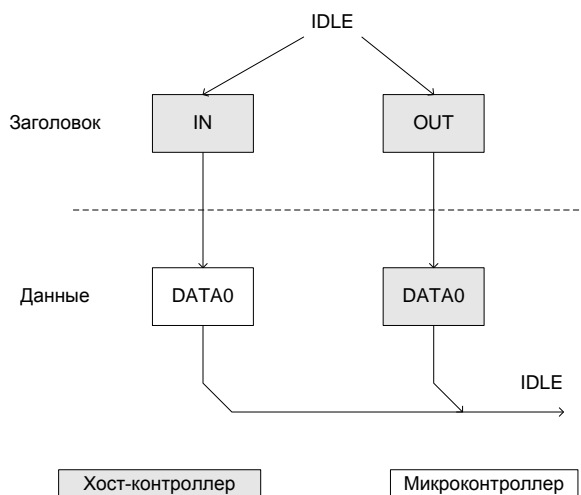 IDLE
Заголовок
IN
OUT
Данные
DATA0
DATA0
IDLE
Хост-контроллер
Микроконтроллер